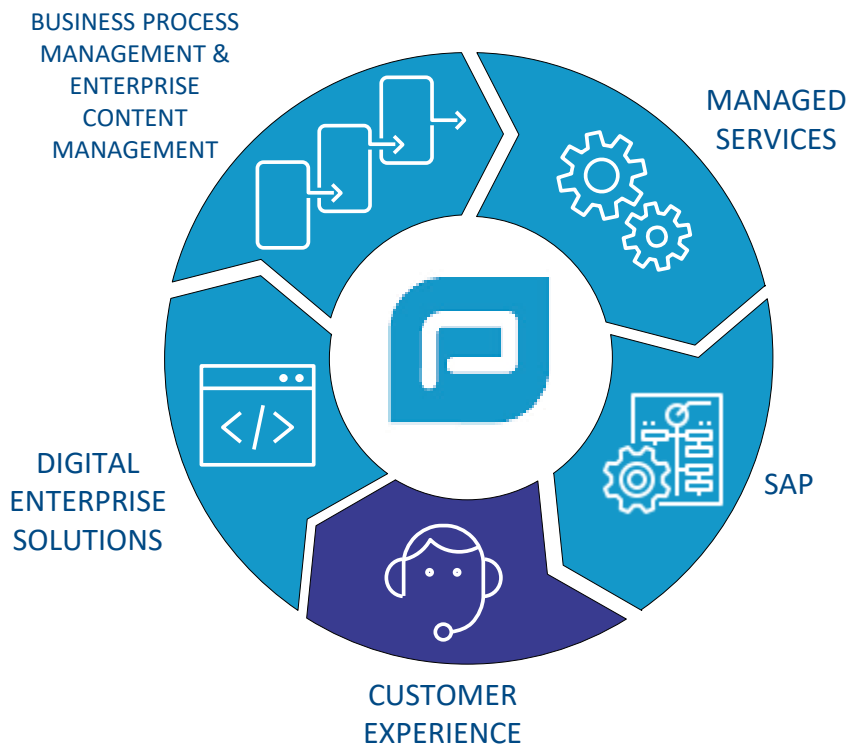 BUSINESS PROCESS
MANAGEMENT &
ENTERPRISE
CONTENT
MANAGEMENT
MANAGED
SERVICES
</>
DIGITAL
ENTERPRISE
SOLUTIONS
SAP
CUSTOMER
EXPERIENCE